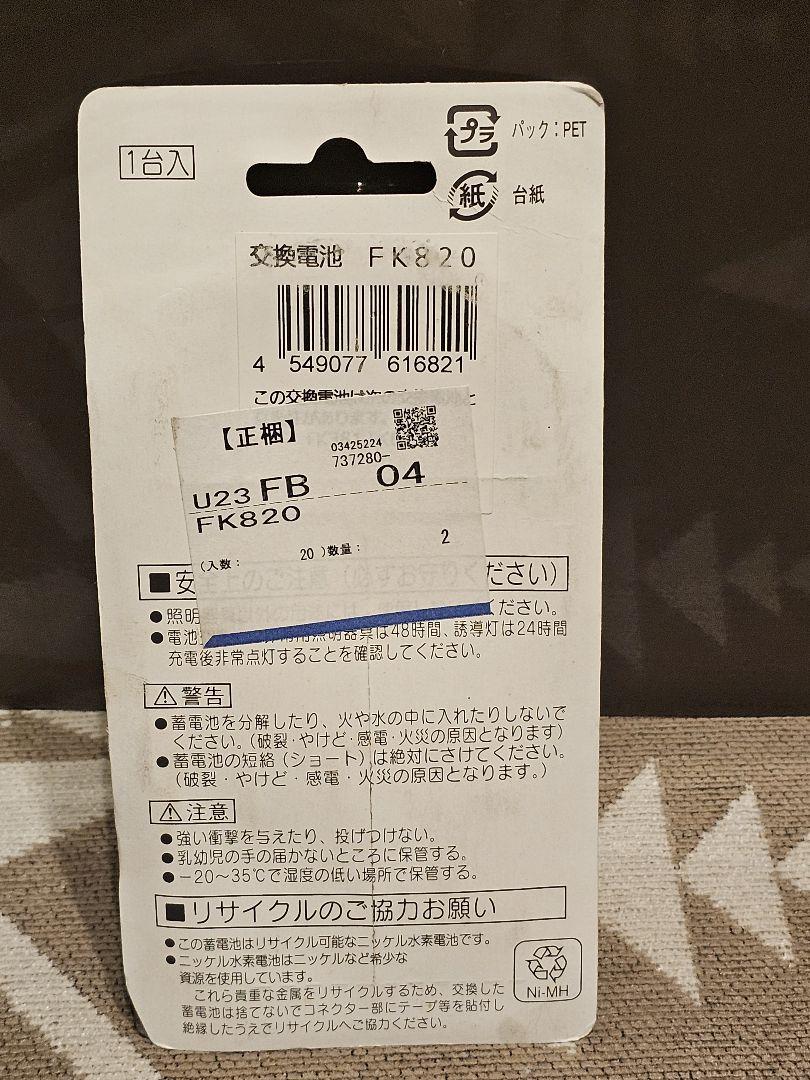 1台入
プラ パック：PET
紙 台紙
交換電池 FK820
4 549077 616821
この交換電池は
と
【正梱】
03425224
737280-
U23 FB 04
FK820
(入数： 20 )数量： 2
■安
ださい）
●照明
ください。
●電池
照明器具は48時間、誘導灯は24時間
充電後非常点灯することを確認してください。
⚠警告
●蓄電池を分解したり、火や水の中に入れたりしないで
ください。（破裂・やけど・感電・火災の原因となります）
●蓄電池の短絡（ショート）は絶対にさけてください。
（破裂・やけど・感電・火災の原因となります。）
⚠注意
●強い衝撃を与えたり、投げつけない。
●乳幼児の手の届かないところに保管する。
●－20～35℃で湿度の低い場所で保管する。
■リサイクルのご協力お願い
●この蓄電池はリサイクル可能なニッケル水素電池です。
●ニッケル水素電池はニッケルなど希少な
資源を使用しています。
これら貴重な金属をリサイクルするため、交換した
蓄電池は捨てないでコネクター部にテープ等を貼付し
絶縁したうえでリサイクルへご協力ください。
Ni-MH